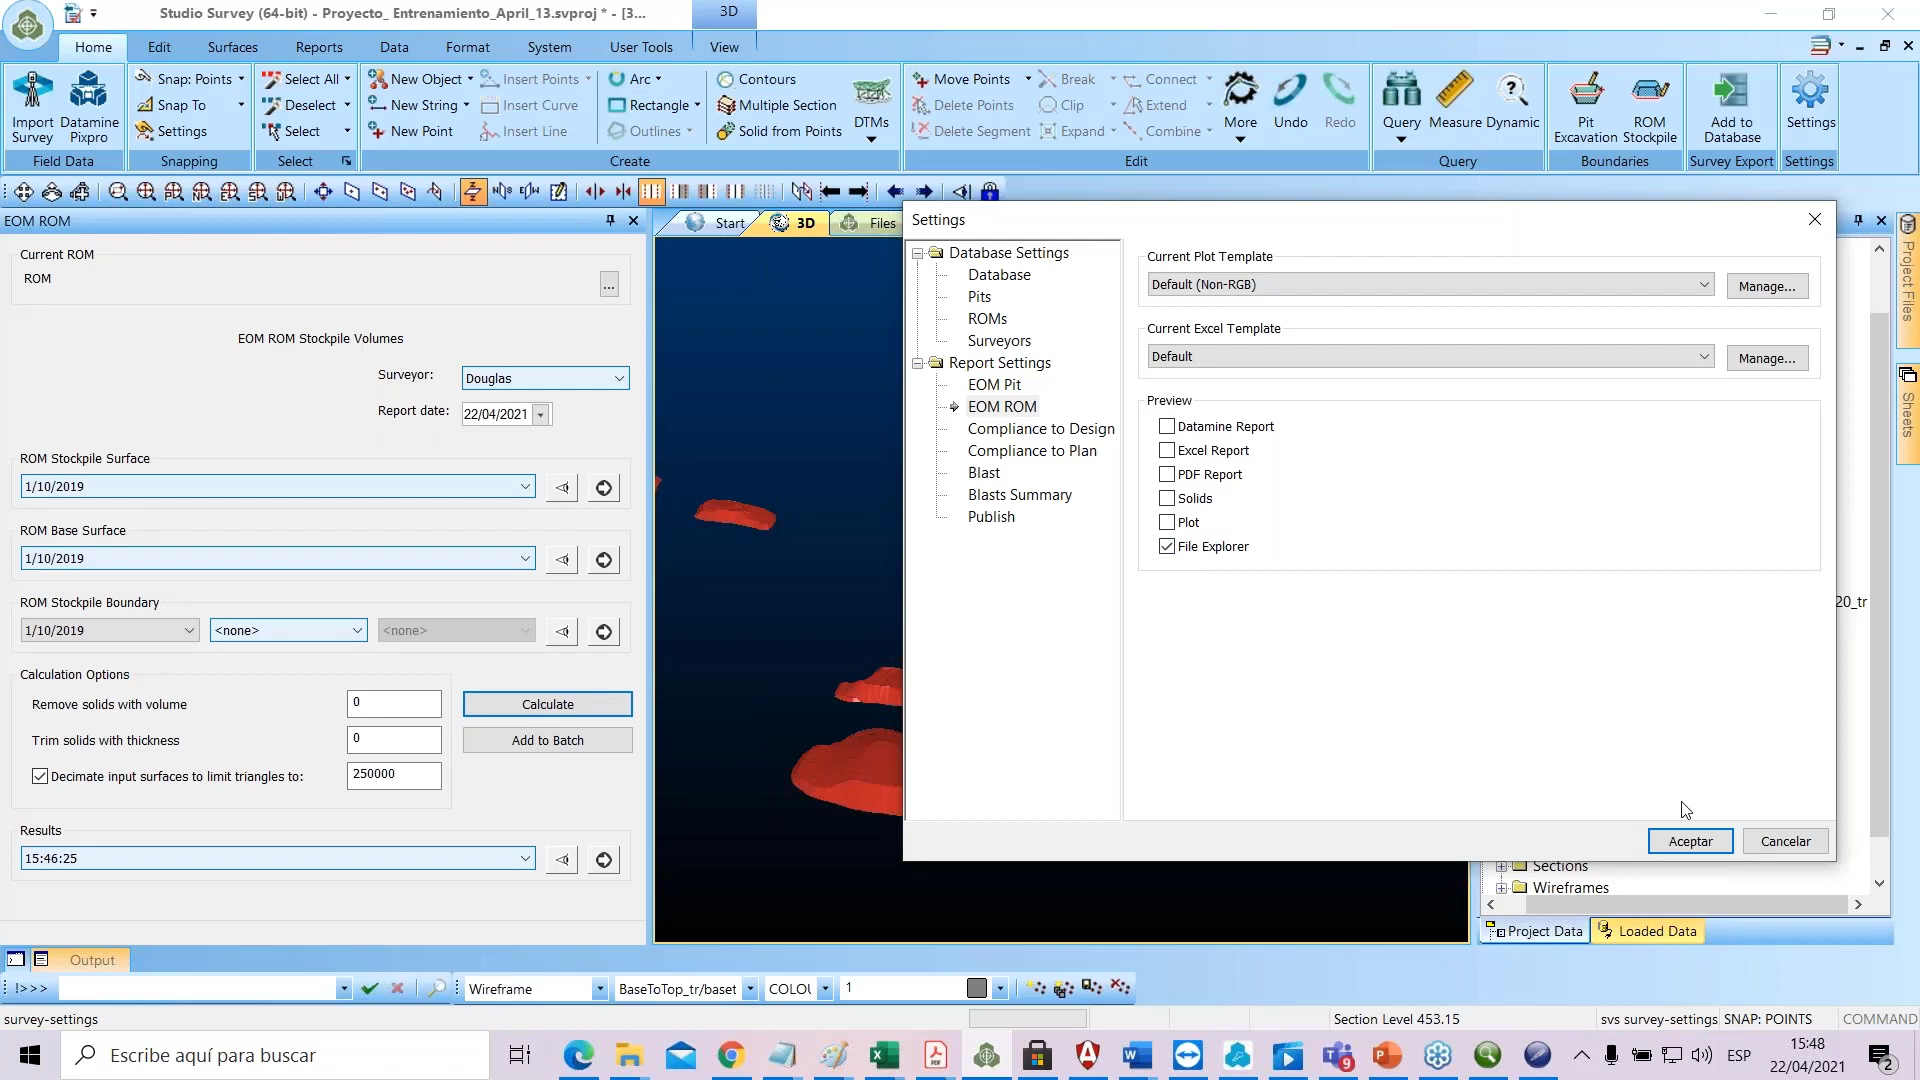 Studio Survey (64-bit) - Proyecto_ Entrenamiento_April_13.svproj * - [3...
3D
Home Edit Surfaces Reports Data Format System User Tools View
Import Survey
Datamine Pixpro
Field Data
Snap: Points
Snap To
Settings
Snapping
Select All
Deselect
Select
Select
New Object
New String
New Point
Insert Points
Insert Curve
Insert Line
Arc
Rectangle
Outlines
Contours
Multiple Section
Solid from Points
DTMs
Create
Move Points
Delete Points
Delete Segment
Break
Clip
Expand
Connect
Extend
Combine
More
Undo
Redo
Edit
Query
Measure
Dynamic
Query
Pit Excavation
ROM Stockpile
Boundaries
Add to Database
Survey Export
Settings
Settings
EOM ROM
Current ROM
ROM
...
EOM ROM Stockpile Volumes
Surveyor: Douglas
Report date: 22/04/2021
ROM Stockpile Surface
1/10/2019
ROM Base Surface
1/10/2019
ROM Stockpile Boundary
1/10/2019 <none> <none>
Calculation Options
Remove solids with volume 0
Calculate
Trim solids with thickness 0
Add to Batch
Decimate input surfaces to limit triangles to: 250000
Results
15:46:25
Start 3D Files
Settings
Database Settings
Database
Pits
ROMs
Surveyors
Report Settings
EOM Pit
EOM ROM
Compliance to Design
Compliance to Plan
Blast
Blasts Summary
Publish
Current Plot Template
Default (Non-RGB) Manage...
Current Excel Template
Default Manage...
Preview
Datamine Report
Excel Report
PDF Report
Solids
Plot
File Explorer
Aceptar Cancelar
Project Files
Sheets
20_tr
Sections
Wireframes
Project Data Loaded Data
Output
!>>> Wireframe BaseToTop_tr/baset COLOU 1
survey-settings Section Level 453.15 svs survey-settings SNAP: POINTS COMMAND
Escribe aquí para buscar
9
ESP
15:48
22/04/2021
2